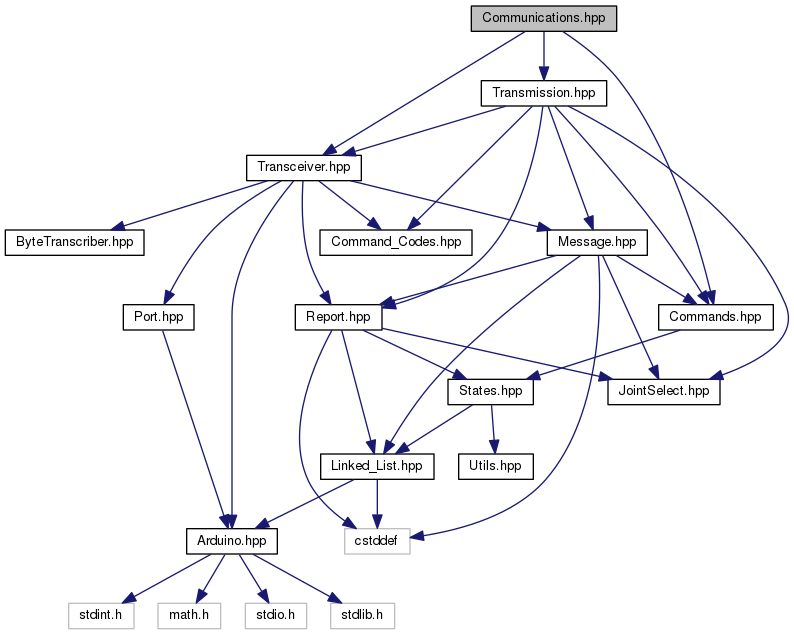 Communications.hpp
Transmission.hpp
Transceiver.hpp
ByteTranscriber.hpp
Command_Codes.hpp
Message.hpp
Port.hpp
Report.hpp
Commands.hpp
States.hpp
JointSelect.hpp
Linked_List.hpp
Utils.hpp
Arduino.hpp
cstddef
stdint.h
math.h
stdio.h
stdlib.h